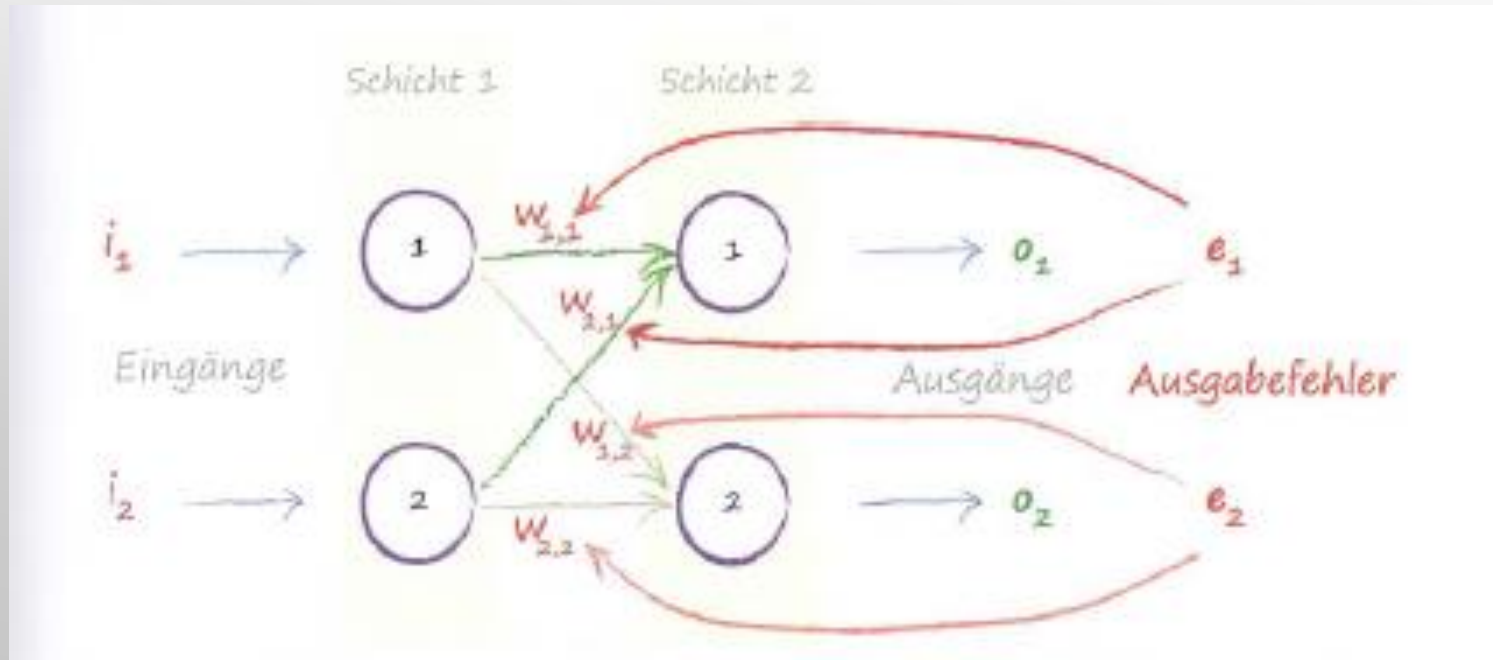 Schicht 1
Schicht 2
i₁
1
w₁,₁
1
o₁
e₁
w₂,₁
Eingänge
Ausgänge
Ausgabefehler
w₁,₂
i₂
2
w₂,₂
2
o₂
e₂